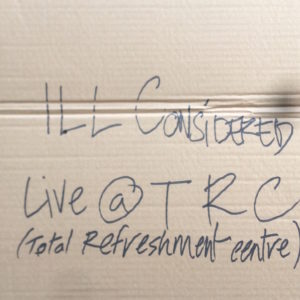 ILL CONSIDERED
Live @ TRC
(Total Refreshment Centre)